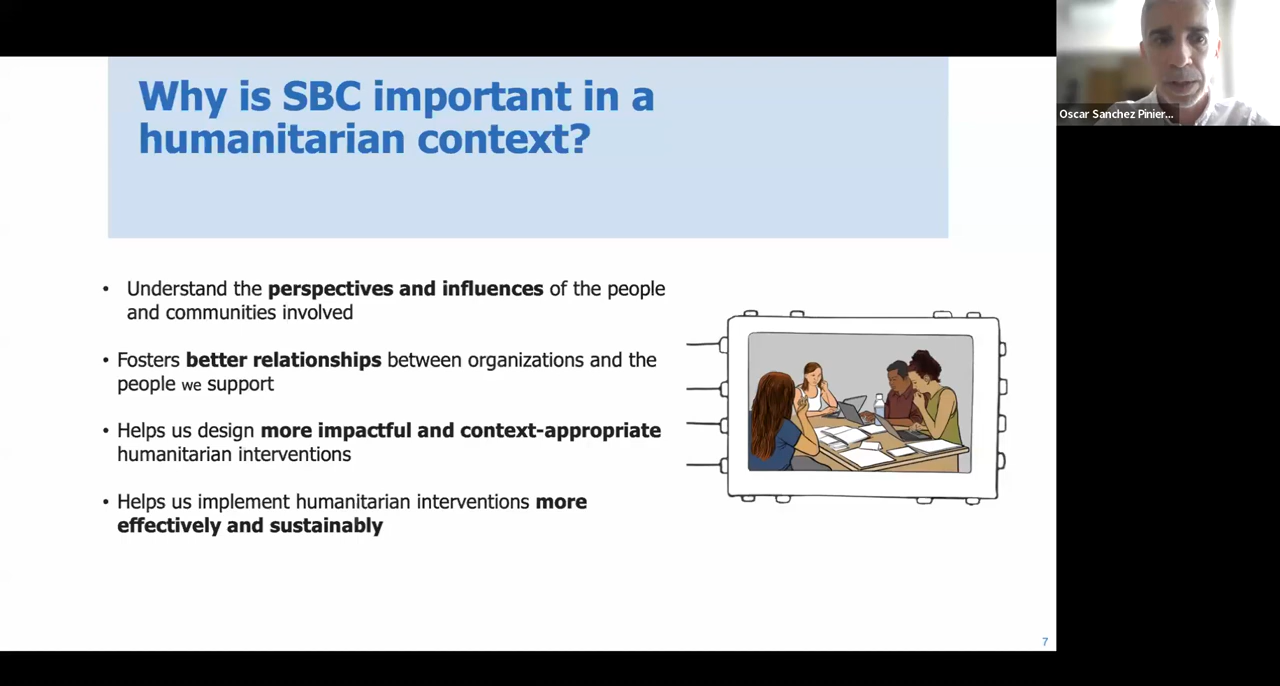 Why is SBC important in a
humanitarian context?
• Understand the perspectives and influences of the people
and communities involved
• Fosters better relationships between organizations and the
people we support
• Helps us design more impactful and context-appropriate
humanitarian interventions
• Helps us implement humanitarian interventions more
effectively and sustainably
7
Oscar Sanchez Pinier...